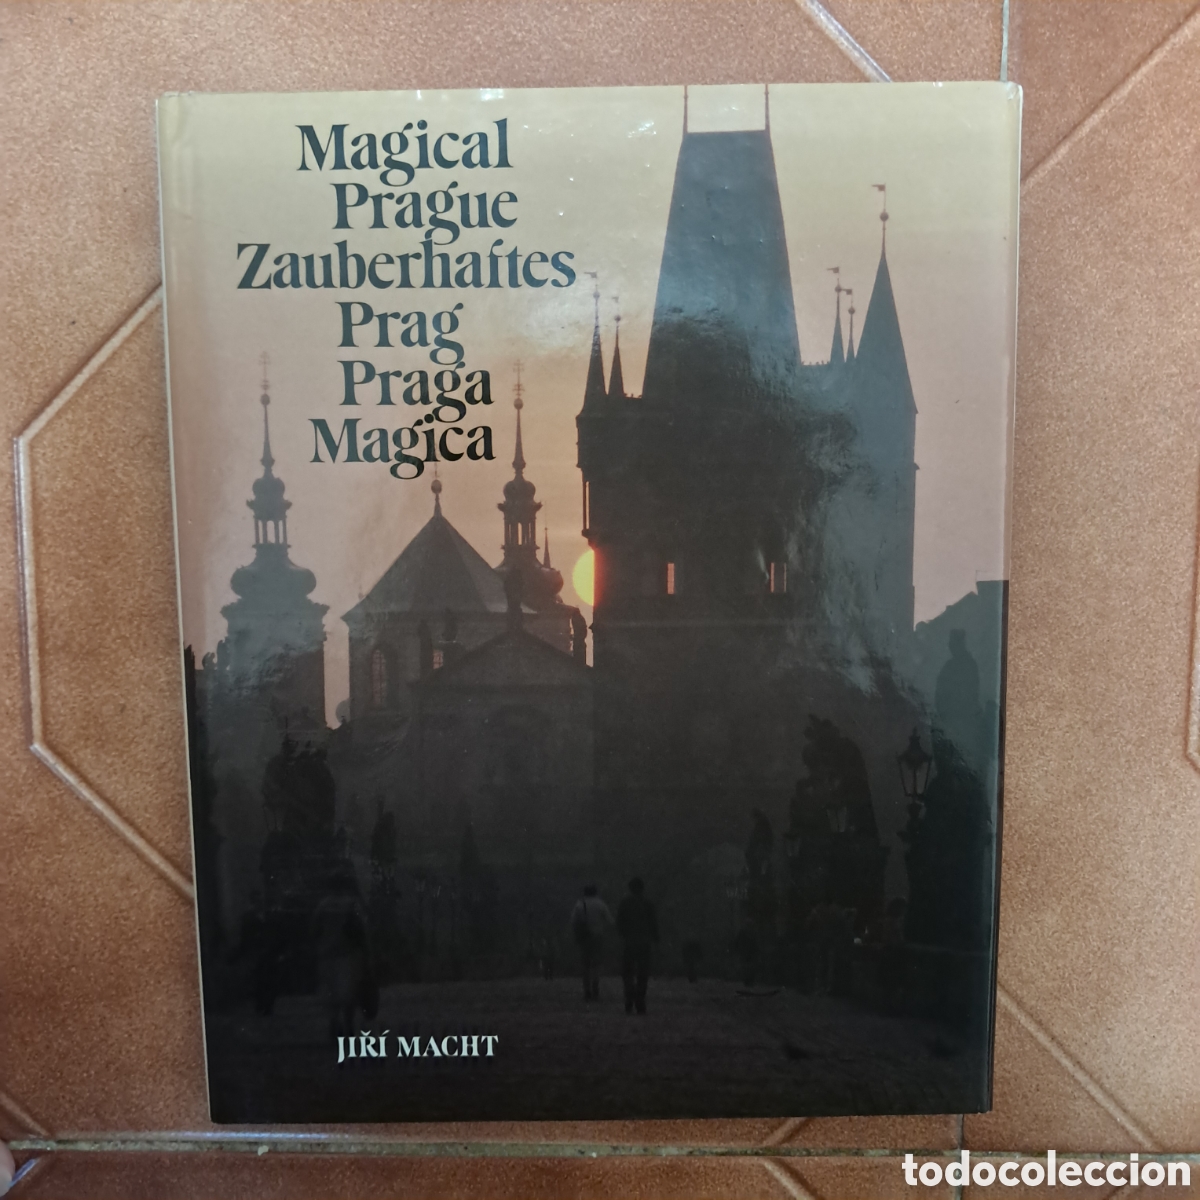 Magical
Prague
Zauberhaftes
Prag
Praga
Magica
JIŘÍ MACHT
todocoleccion